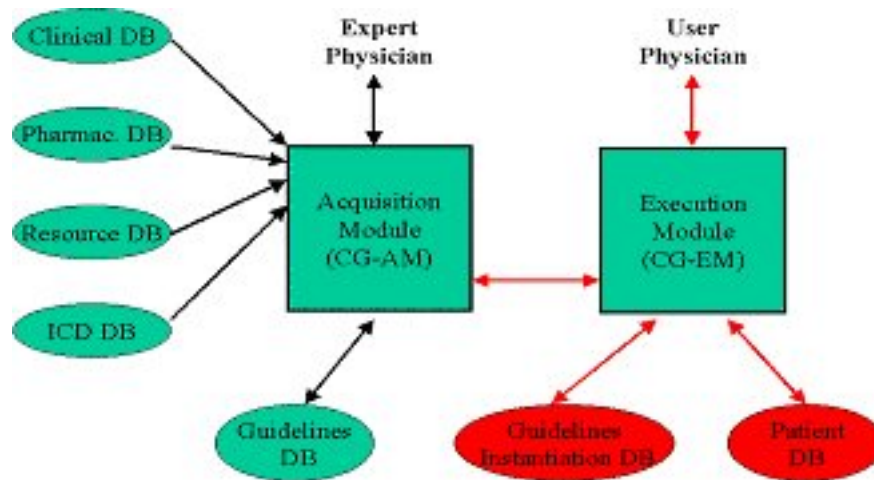 Clinical DB
Expert
Physician
User
Physician
Pharmac. DB
Resource DB
ICD DB
Acquisition
Module
(CG-AM)
Execution
Module
(CG-EM)
Guidelines
DB
Guidelines
Instantiation DB
Patient
DB